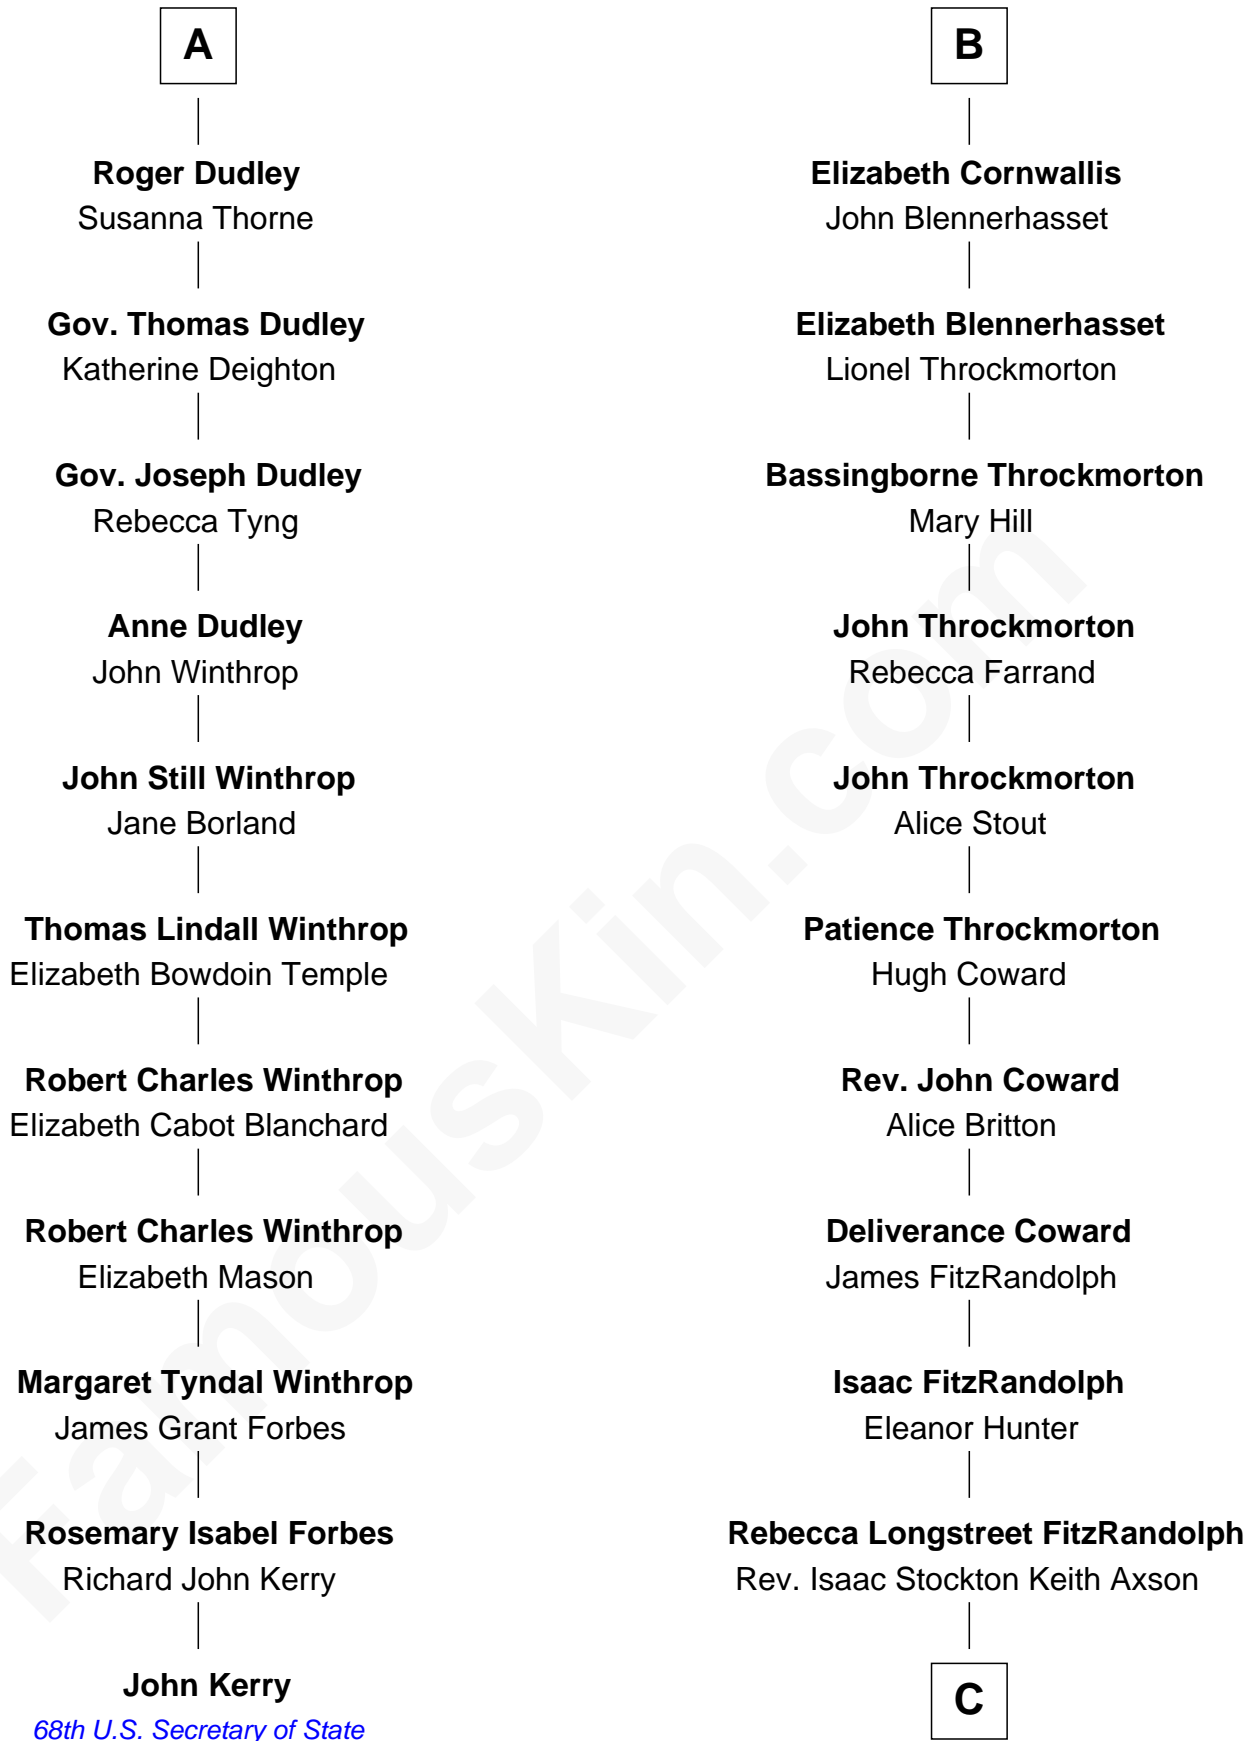 A
Roger Dudley
Susanna Thorne
Gov. Thomas Dudley
Katherine Deighton
Gov. Joseph Dudley
Rebecca Tyng
Anne Dudley
John Winthrop
John Still Winthrop
Jane Borland
Thomas Lindall Winthrop
Elizabeth Bowdoin Temple
Robert Charles Winthrop
Elizabeth Cabot Blanchard
Robert Charles Winthrop
Elizabeth Mason
Margaret Tyndal Winthrop
James Grant Forbes
Rosemary Isabel Forbes
Richard John Kerry
John Kerry
68th U.S. Secretary of State
B
Elizabeth Cornwallis
John Blennerhasset
Elizabeth Blennerhasset
Lionel Throckmorton
Bassingborne Throckmorton
Mary Hill
John Throckmorton
Rebecca Farrand
John Throckmorton
Alice Stout
Patience Throckmorton
Hugh Coward
Rev. John Coward
Alice Britton
Deliverance Coward
James FitzRandolph
Isaac FitzRandolph
Eleanor Hunter
Rebecca Longstreet FitzRandolph
Rev. Isaac Stockton Keith Axson
C
FamousKin.com